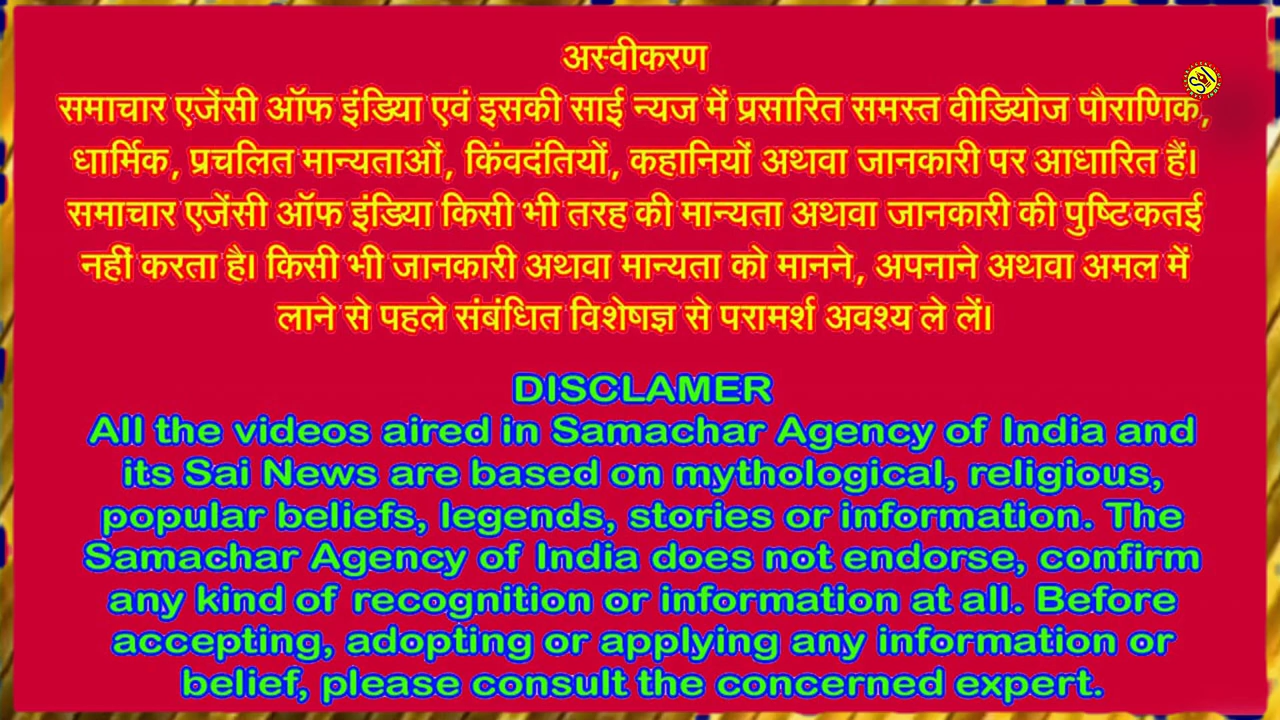 अस्वीकरण
समाचार एजेंसी ऑफ इंडिया एवं इसकी साई न्यज में प्रसारित समस्त वीडियोज पौराणिक,
धार्मिक, प्रचलित मान्यताओं, किंवदंतियों, कहानियों अथवा जानकारी पर आधारित हैं।
समाचार एजेंसी ऑफ इंडिया किसी भी तरह की मान्यता अथवा जानकारी की पुष्टि कतई
नहीं करता है। किसी भी जानकारी अथवा मान्यता को मानने, अपनाने अथवा अमल में
लाने से पहले संबंधित विशेषज्ञ से परामर्श अवश्य ले लें।
DISCLAMER
All the videos aired in Samachar Agency of India and
its Sai News are based on mythological, religious,
popular beliefs, legends, stories or information. The
Samachar Agency of India does not endorse, confirm
any kind of recognition or information at all. Before
accepting, adopting or applying any information or
belief, please consult the concerned expert.